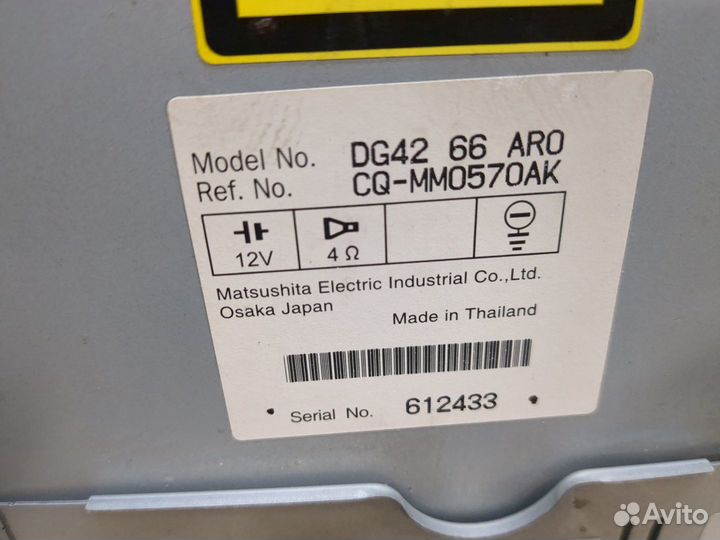 Model No. DG42 66 AR0
Ref. No. CQ-MM0570AK
12V
4 Ω
Matsushita Electric Industrial Co.,Ltd.
Osaka Japan
Made in Thailand
Serial No. 612433
Avito